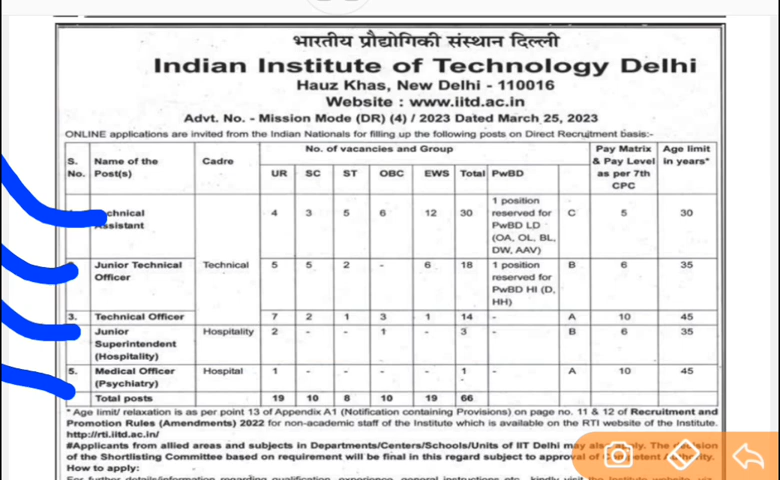 भारतीय प्रौद्योगिकी संस्थान दिल्ली
Indian Institute of Technology Delhi
Hauz Khas, New Delhi - 110016
Website : www.iitd.ac.in
Advt. No. - Mission Mode (DR) (4) / 2023 Dated March 25, 2023
ONLINE applications are invited from the Indian Nationals for filling up the following posts on Direct Recruitment basis:-
S. No. Name of the Post(s) Cadre No. of vacancies and Group Pay Matrix & Pay Level as per 7th CPC Age limit in years*
UR SC ST OBC EWS Total PwBD
Assistant 4 3 5 6 12 30 1 position reserved for PwBD LD (OA, OL, BL, DW, AAV) C 5 30
Junior Technical Officer Technical 5 5 2 - 6 18 1 position reserved for PwBD HI (D, HH) B 6 35
3. Technical Officer 7 2 1 3 1 14 - A 10 45
Junior Superintendent (Hospitality) Hospitality 2 - - 1 - 3 - B 6 35
5. Medical Officer (Psychiatry) Hospital 1 - - - - 1 - A 10 45
Total posts 19 10 8 10 19 66
* Age limit/ relaxation is as per point 13 of Appendix A1 (Notification containing Provisions) on page no. 11 & 12 of Recruitment and
Promotion Rules (Amendments) 2022 for non-academic staff of the Institute which is available on the RTI website of the Institute.
http://rti.iitd.ac.in/
#Applicants from allied areas and subjects in Departments/Centers/Schools/Units of IIT Delhi may
of the Shortlisting Committee based on requirement will be final in this regard subject to approval of
How to apply: